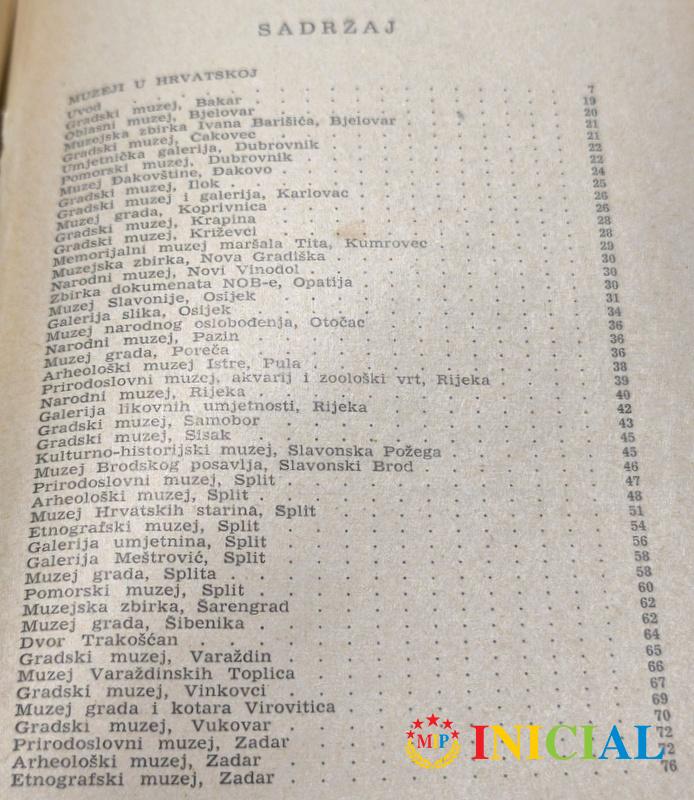 SADRŽAJ
MUZEJI U HRVATSKOJ
Uvod . . . 7
Gradski muzej, Bakar . . . 19
Oblasni muzej, Bjelovar . . . 20
Muzejska zbirka Ivana Barišića, Bjelovar . . . 21
Gradski muzej, Čakovec . . . 21
Umjetnička galerija, Dubrovnik . . . 22
Pomorski muzej, Dubrovnik . . . 22
Muzej Đakovštine, Đakovo . . . 24
Gradski muzej, Ilok . . . 25
Gradski muzej i galerija, Karlovac . . . 26
Muzej grada, Koprivnica . . . 26
Gradski muzej, Krapina . . . 28
Gradski muzej, Križevci . . . 28
Memorijalni muzej maršala Tita, Kumrovec . . . 29
Muzejska zbirka, Nova Gradiška . . . 30
Narodni muzej, Novi Vinodol . . . 30
Zbirka dokumenata NOB-e, Opatija . . . 30
Muzej Slavonije, Osijek . . . 31
Galerija slika, Osijek . . . 34
Muzej narodnog oslobođenja, Otočac . . . 36
Narodni muzej, Pazin . . . 36
Muzej grada, Poreča . . . 36
Arheološki muzej Istre, Pula . . . 38
Prirodoslovni muzej, akvarij i zoološki vrt, Rijeka . . . 39
Narodni muzej, Rijeka . . . 40
Galerija likovnih umjetnosti, Rijeka . . . 42
Gradski muzej, Samobor . . . 43
Gradski muzej, Sisak . . . 45
Kulturno-historijski muzej, Slavonska Požega . . . 45
Muzej Brodskog posavlja, Slavonski Brod . . . 46
Prirodoslovni muzej, Split . . . 47
Arheološki muzej, Split . . . 48
Muzej Hrvatskih starina, Split . . . 51
Etnografski muzej, Split . . . 54
Galerija umjetnina, Split . . . 56
Galerija Meštrović, Split . . . 58
Muzej grada, Splita . . . 58
Pomorski muzej, Split . . . 60
Muzejska zbirka, Šarengrad . . . 62
Muzej grada, Šibenika . . . 62
Dvor Trakošćan . . . 64
Gradski muzej, Varaždin . . . 65
Muzej Varaždinskih Toplica . . . 66
Gradski muzej, Vinkovci . . . 67
Muzej grada i kotara Virovitica . . . 69
Gradski muzej, Vukovar . . . 70
Prirodoslovni muzej, Zadar . . . 72
Arheološki muzej, Zadar . . . 72
Etnografski muzej, Zadar . . . 76
MP INICIAL